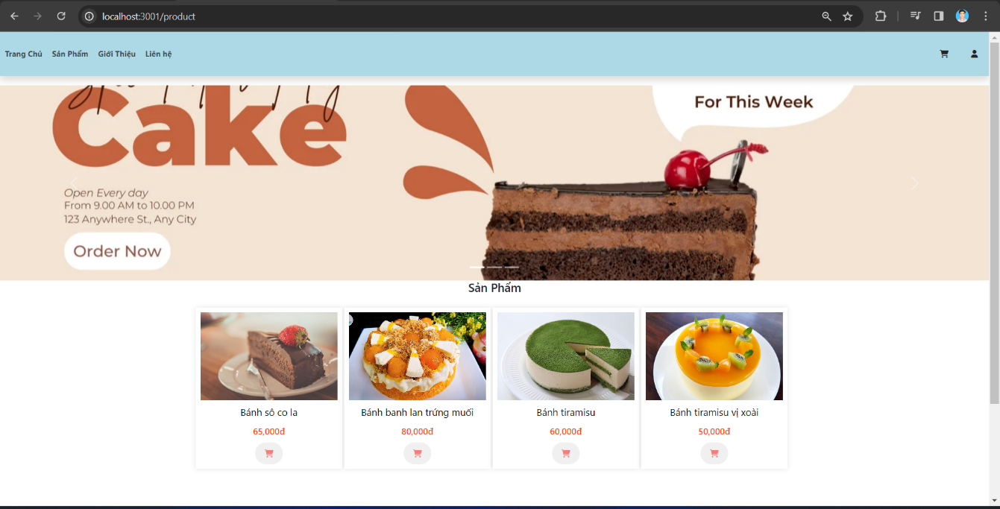 localhost:3001/product
Trang Chủ Sản Phẩm Giới Thiệu Liên hệ
Cake
For This Week
Open Every day
From 9.00 AM to 10.00 PM
123 Anywhere St., Any City
Order Now
Sản Phẩm
Bánh sô co la
Bánh banh lan trứng muối
Bánh tiramisu
Bánh tiramisu vị xoài
65,000đ
80,000đ
60,000đ
50,000đ